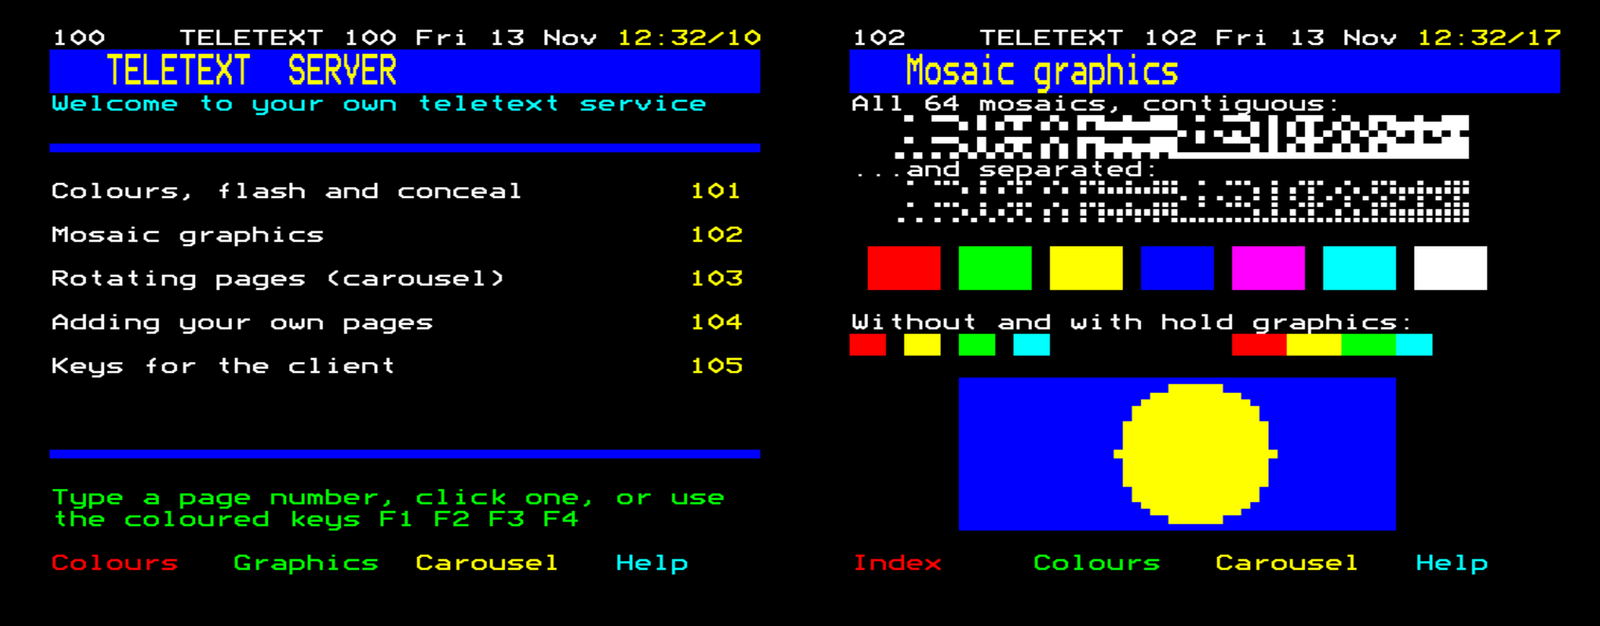 100 TELETEXT 100 Fri 13 Nov 12:32/10
TELETEXT SERVER
Welcome to your own teletext service
Colours, flash and conceal 101
Mosaic graphics 102
Rotating pages (carousel) 103
Adding your own pages 104
Keys for the client 105
Type a page number, click one, or use
the coloured keys F1 F2 F3 F4
Colours Graphics Carousel Help
102 TELETEXT 102 Fri 13 Nov 12:32/17
Mosaic graphics
All 64 mosaics, contiguous:
...and separated:
Without and with hold graphics:
Index Colours Carousel Help